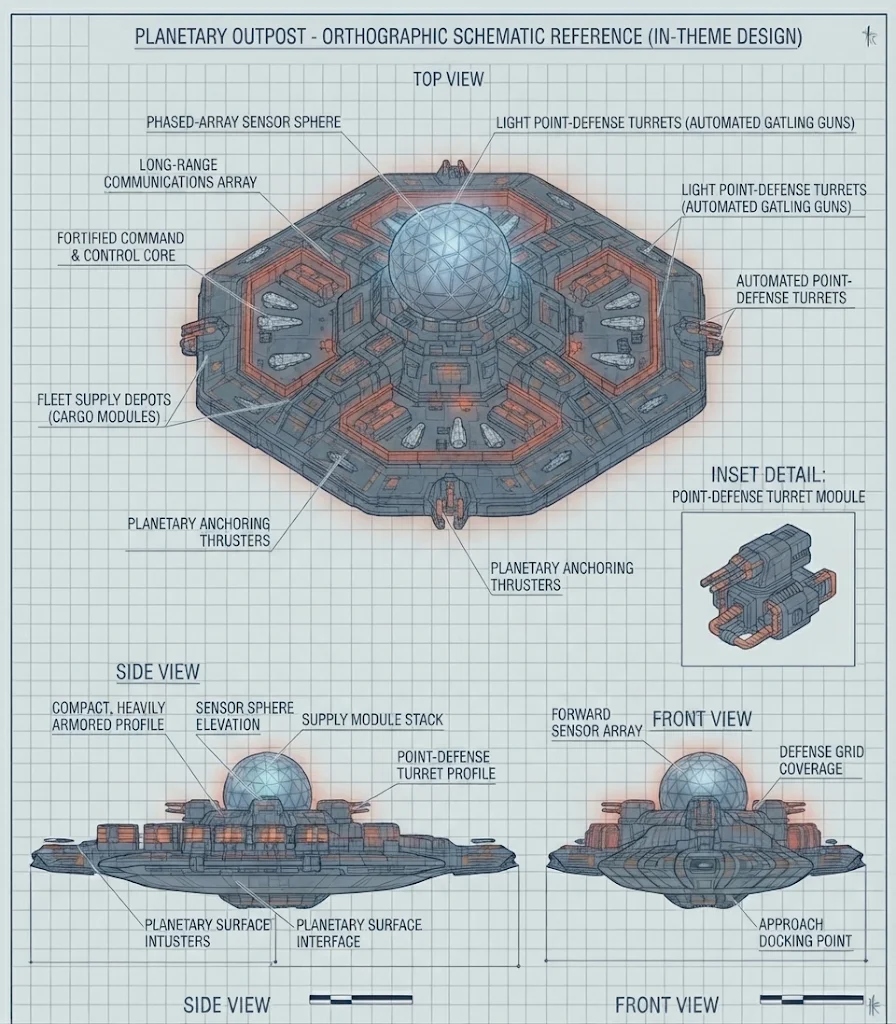 PLANETARY OUTPOST - ORTHOGRAPHIC SCHEMATIC REFERENCE (IN-THEME DESIGN)
TOP VIEW
PHASED-ARRAY SENSOR SPHERE
LIGHT POINT-DEFENSE TURRETS (AUTOMATED GATLING GUNS)
LONG-RANGE
COMMUNICATIONS ARRAY
LIGHT POINT-DEFENSE TURRETS
(AUTOMATED GATLING GUNS)
FORTIFIED COMMAND
& CONTROL CORE
AUTOMATED POINT-
DEFENSE TURRETS
FLEET SUPPLY DEPOTS
(CARGO MODULES)
INSET DETAIL:
POINT-DEFENSE TURRET MODULE
PLANETARY ANCHORING
THRUSTERS
PLANETARY ANCHORING
THRUSTERS
SIDE VIEW
COMPACT, HEAVILY
ARMORED PROFILE
SENSOR SPHERE
ELEVATION
SUPPLY MODULE STACK
POINT-DEFENSE
TURRET PROFILE
FORWARD
SENSOR ARRAY
FRONT VIEW
DEFENSE GRID
COVERAGE
PLANETARY SURFACE
INTUSTERS
PLANETARY SURFACE
INTERFACE
APPROACH
DOCKING POINT
SIDE VIEW
FRONT VIEW